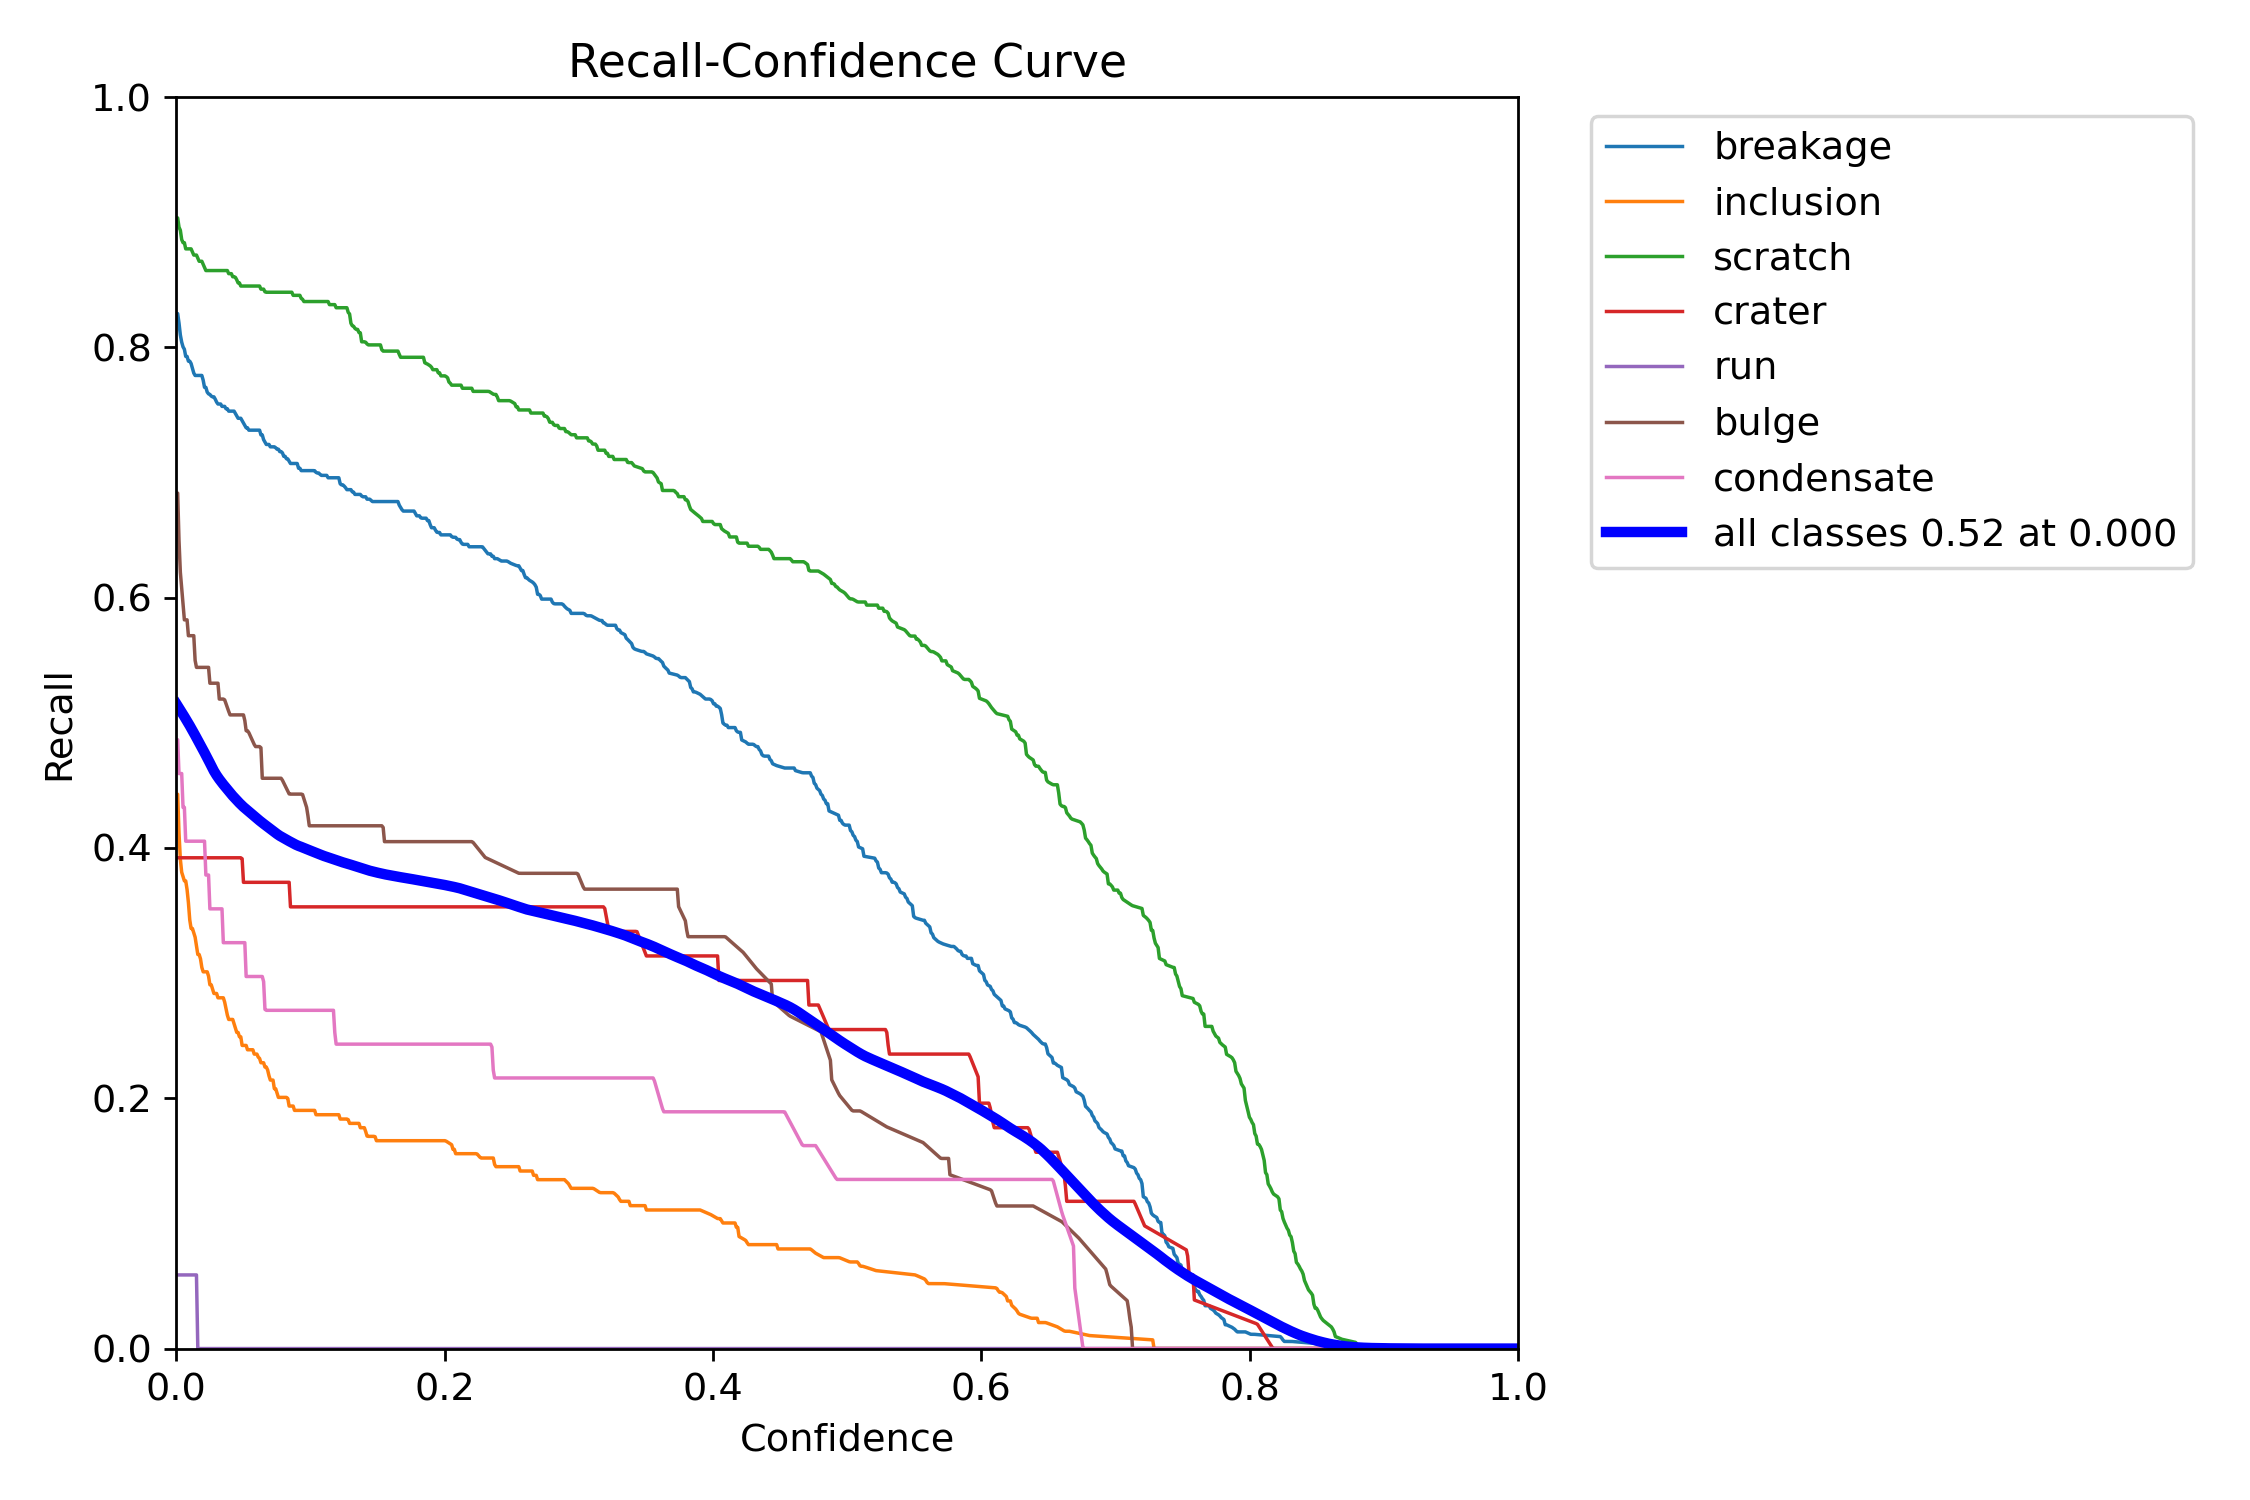 Recall-Confidence Curve
1.0
0.8
0.6
0.4
0.2
0.0
Recall
0.0 0.2 0.4 0.6 0.8 1.0
Confidence
breakage
inclusion
scratch
crater
run
bulge
condensate
all classes 0.52 at 0.000